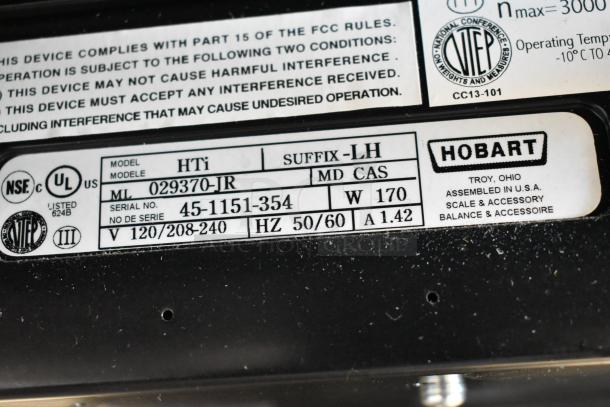 HIS DEVICE COMPLIES WITH PART 15 OF THE FCC RULES.
PERATION IS SUBJECT TO THE FOLLOWING TWO CONDITIONS:
) THIS DEVICE MAY NOT CAUSE HARMFUL INTERFERENCE .
THIS DEVICE MUST ACCEPT ANY INTERFERENCE RECEIVED.
CLUDING INTERFERENCE THAT MAY CAUSE UNDESIRED OPERATION.
III
nmax=3000
NATIONAL CONFERENCE
NTEP
ON WEIGHTS AND MEASURES
CC13-101
Operating Temp
-10° C TO 4
NSE
C UL US
LISTED
624B
NTEP
III
MODEL
MODELE
HTi
SUFFIX -LH
ML 029370-JR
MD CAS
SERIAL NO.
NO DE SERIE
45-1151-354
W 170
V 120/208-240
HZ 50/60
A 1.42
HOBART
TROY, OHIO
ASSEMBLED IN U.S.A.
SCALE & ACCESSORY
BALANCE & ACCESSOIRE